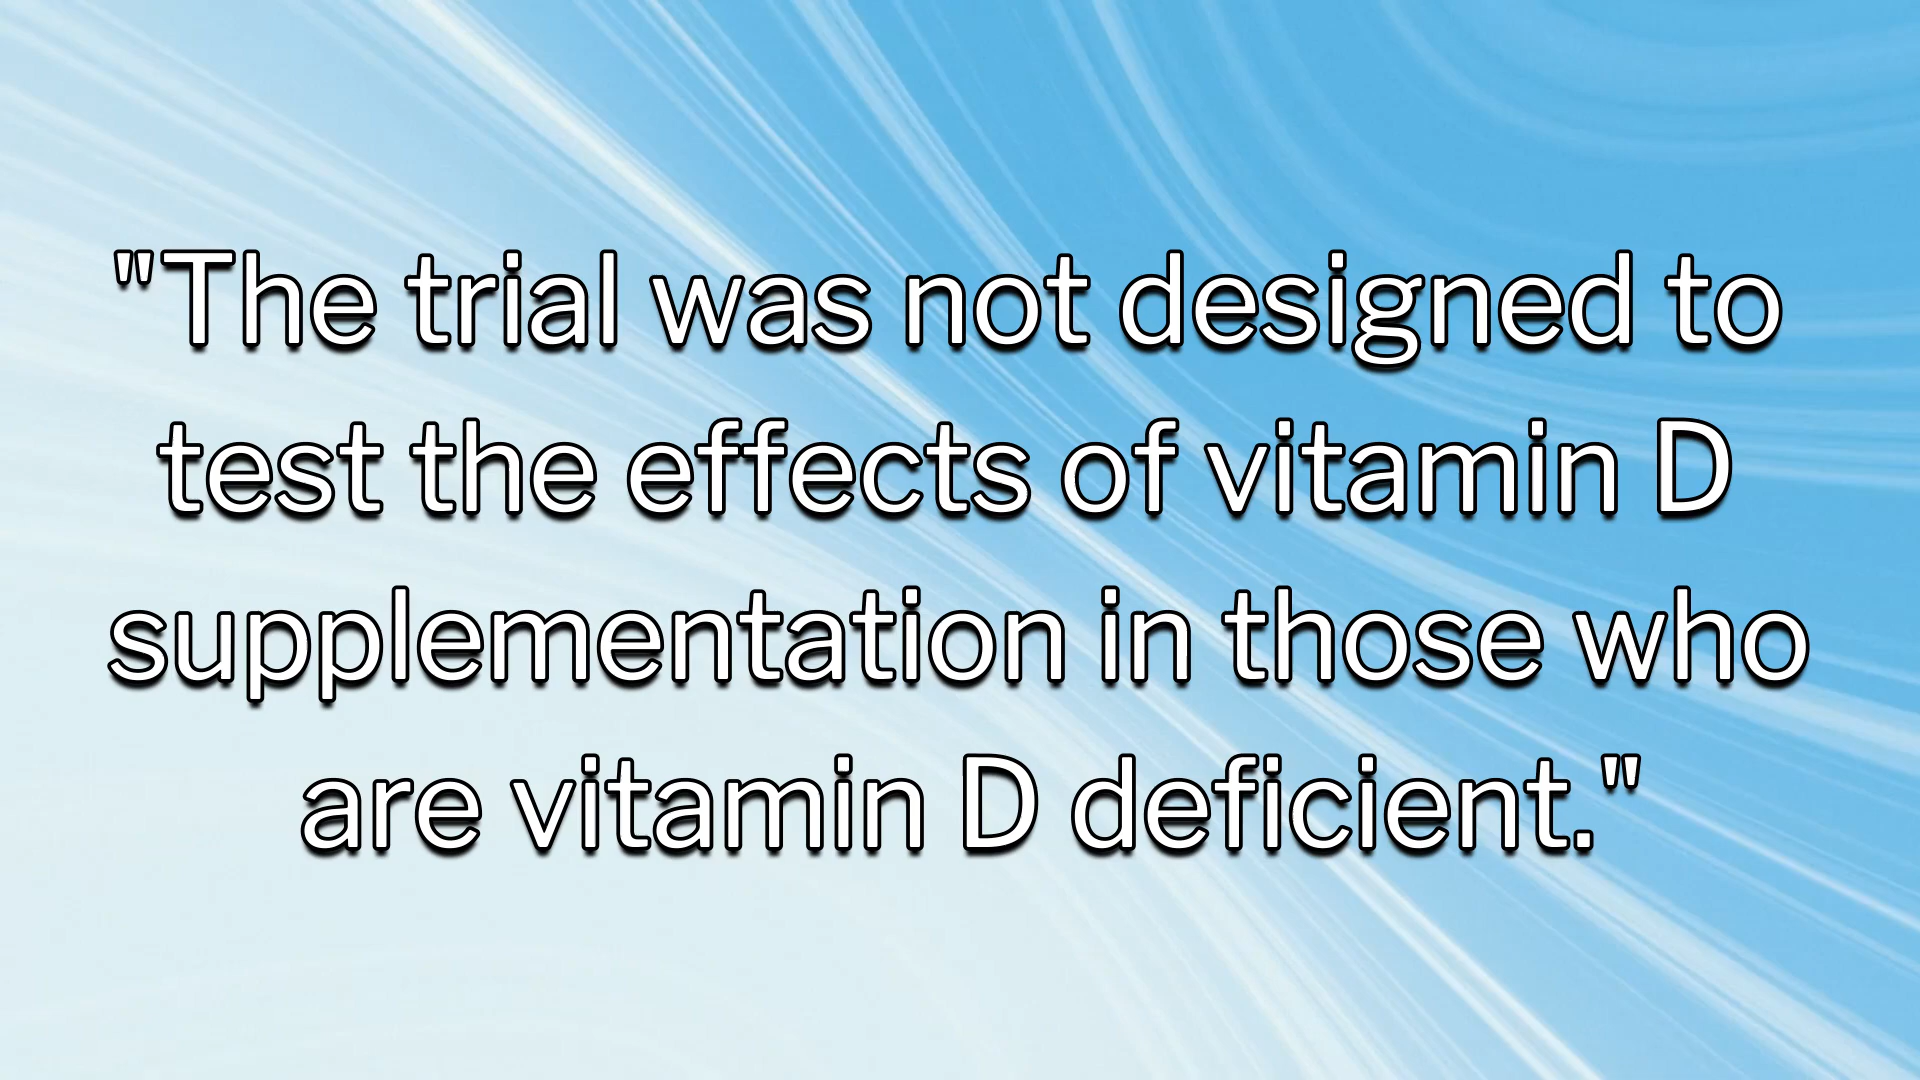 "The trial was not designed to
test the effects of vitamin D
supplementation in those who
are vitamin D deficient."